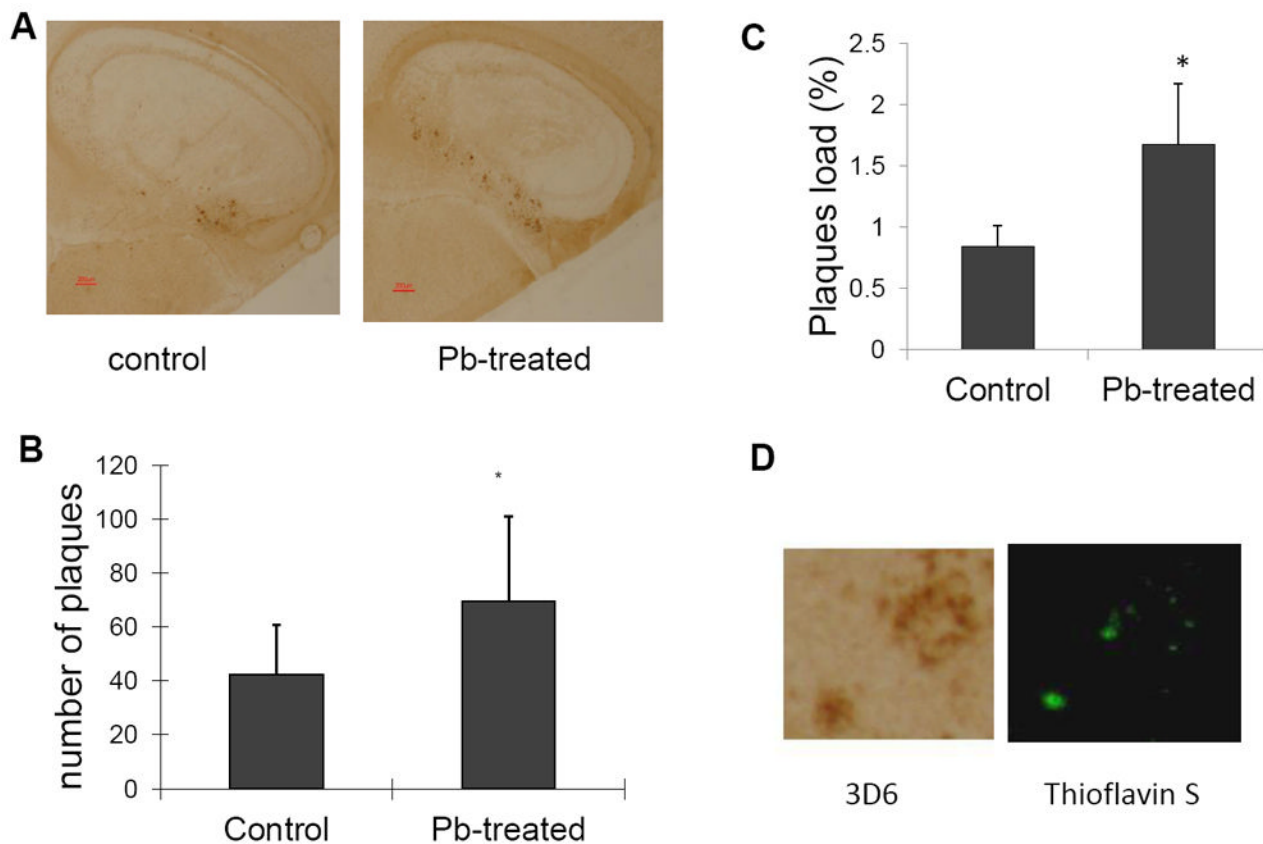 A
control
Pb-treated
B
number of plaques
120
100
80
60
40
20
0
*
Control
Pb-treated
C
Plaques load (%)
2.5
2
1.5
1
0.5
0
*
Control
Pb-treated
D
3D6
Thioflavin S